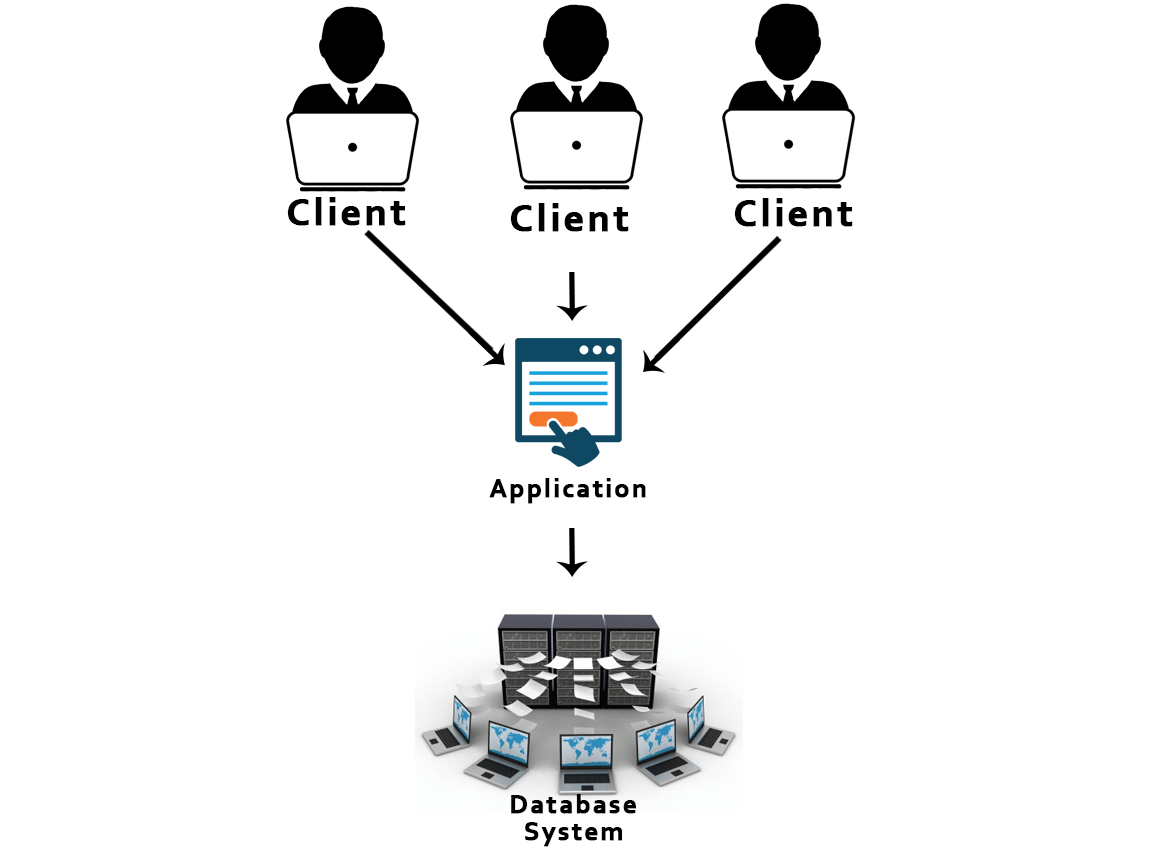 Client
Client
Client
Application
Database
System